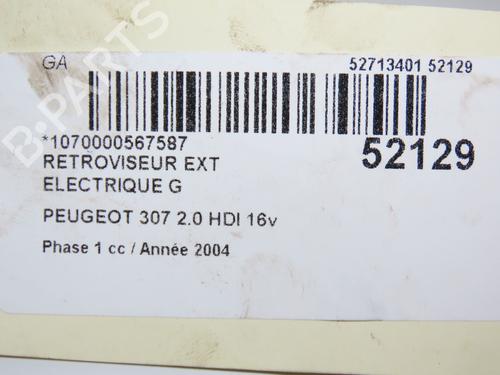 GA 52713401 52129
*1070000567587 52129
RETROVISEUR EXT
ELECTRIQUE G
PEUGEOT 307 2.0 HDI 16v
Phase 1 cc / Année 2004
B-PARTS